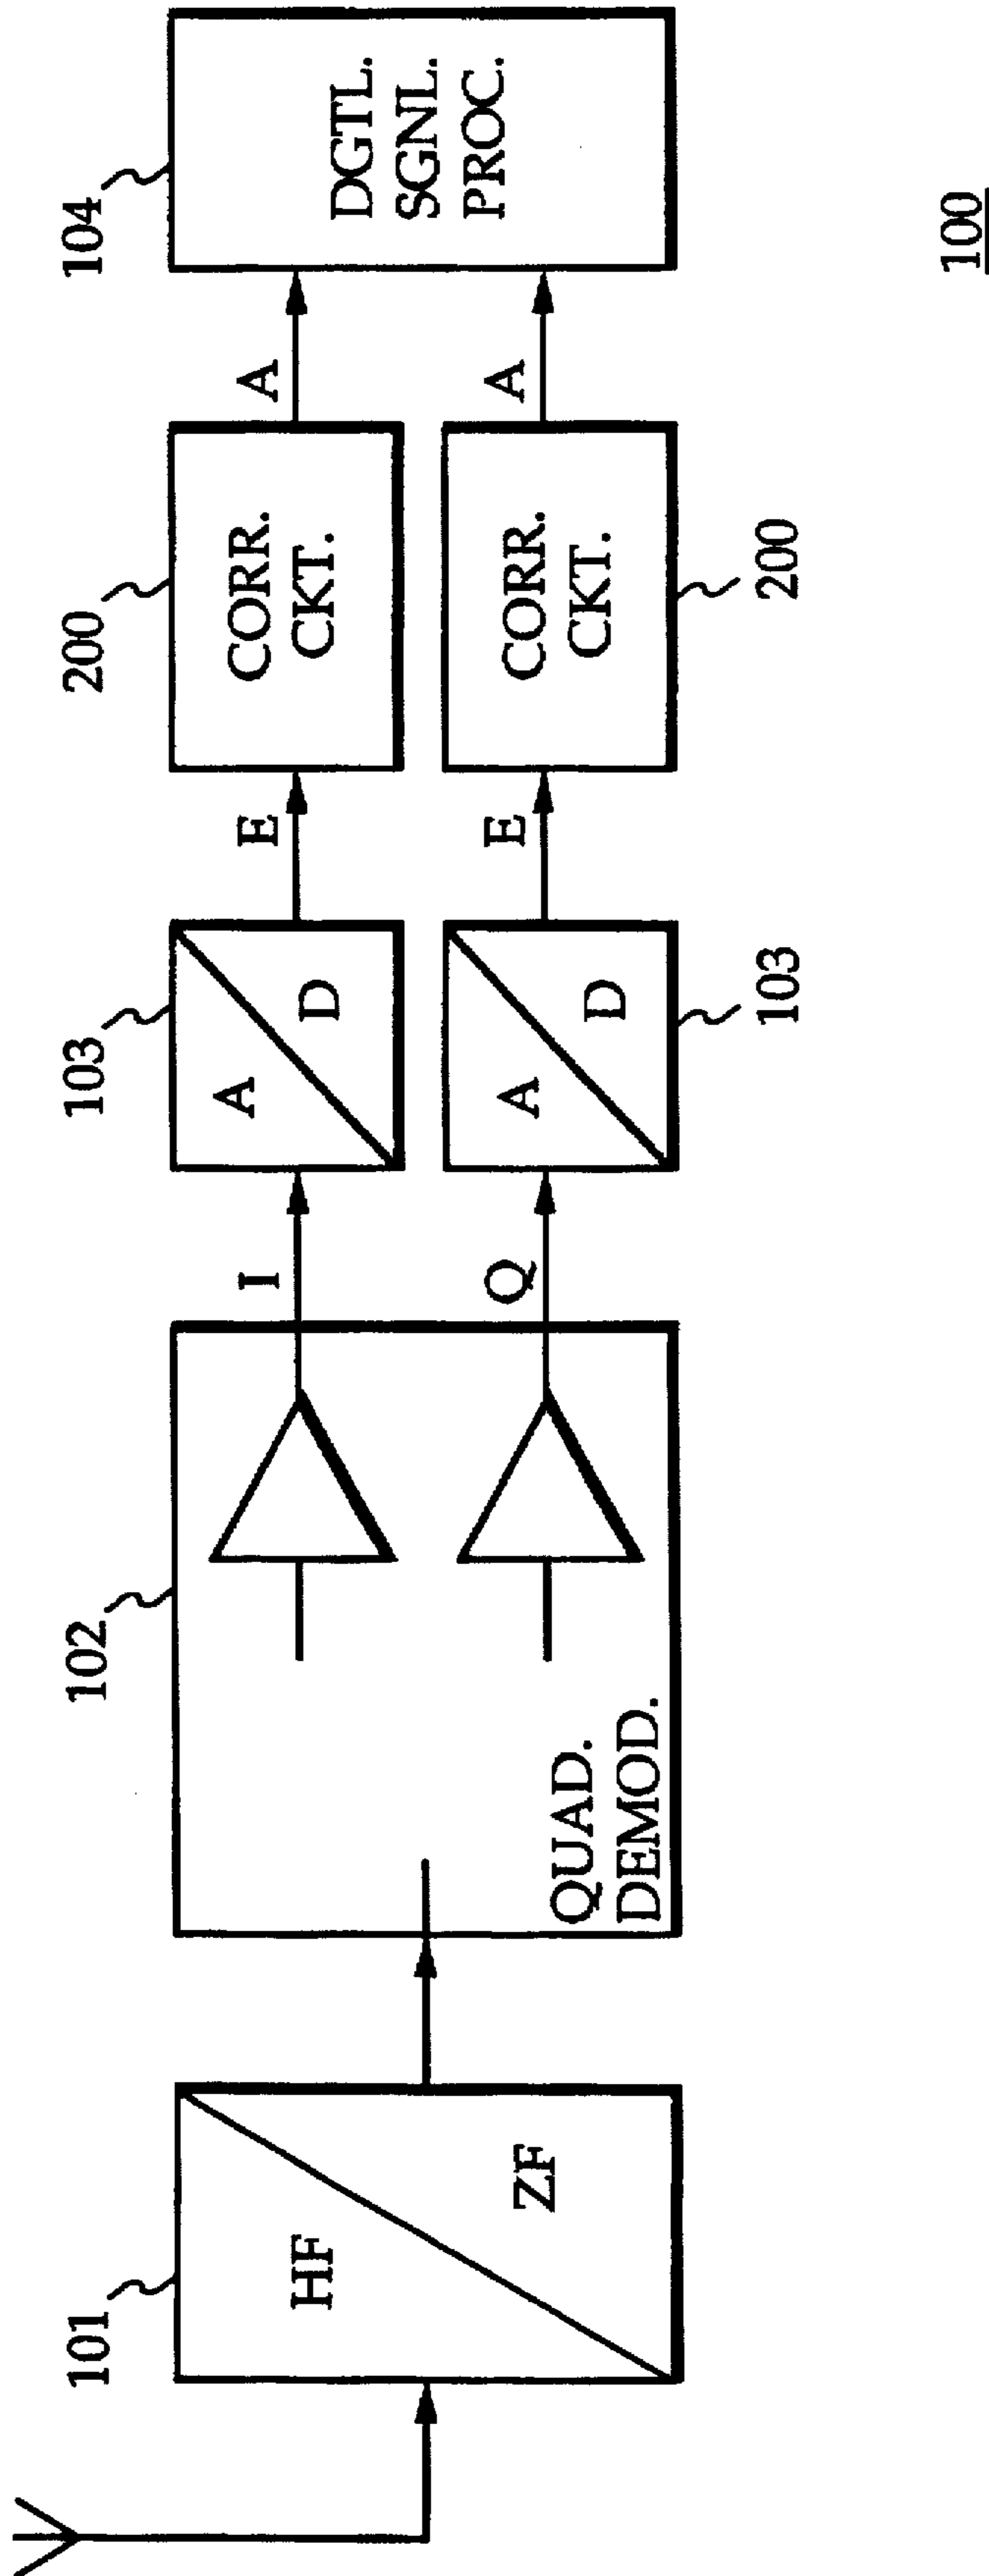 101
HF
ZF
102
QUAD.
DEMOD.
I
Q
103
A
D
A
D
103
E
E
200
CORR.
CKT.
CORR.
CKT.
200
A
A
104
DGTL.
SGNL.
PROC.
100